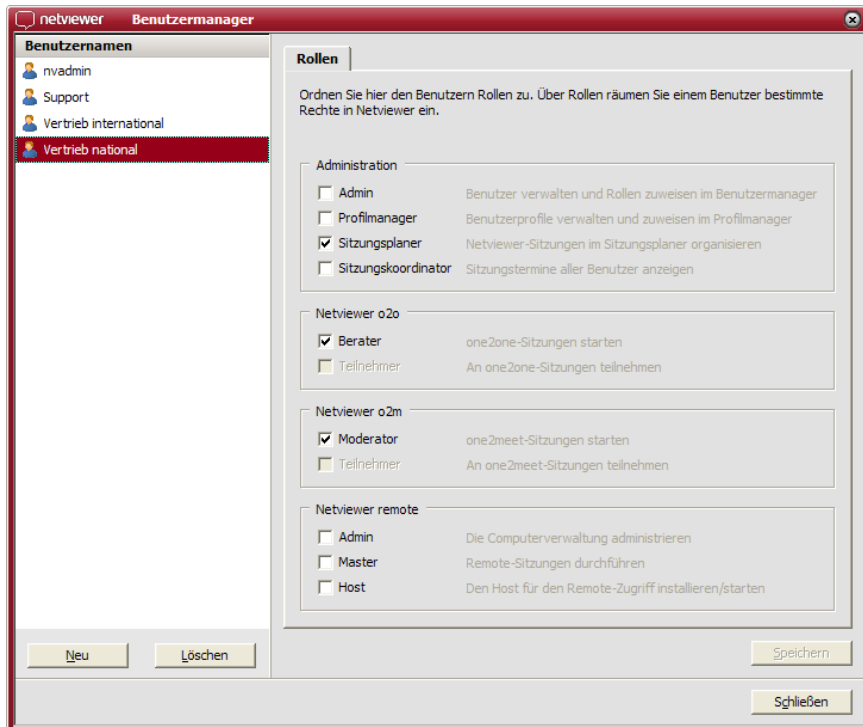 netviewer Benutzermanager
Benutzernamen
nvadmin
Support
Vertrieb international
Vertrieb national
Rollen
Ordnen Sie hier den Benutzern Rollen zu. Über Rollen räumen Sie einem Benutzer bestimmte
Rechte in Netviewer ein.
Administration
Admin Benutzer verwalten und Rollen zuweisen im Benutzermanager
Profilmanager Benutzerprofile verwalten und zuweisen im Profilmanager
Sitzungsplaner Netviewer-Sitzungen im Sitzungsplaner organisieren
Sitzungskoordinator Sitzungstermine aller Benutzer anzeigen
Netviewer o2o
Berater one2one-Sitzungen starten
Teilnehmer An one2one-Sitzungen teilnehmen
Netviewer o2m
Moderator one2meet-Sitzungen starten
Teilnehmer An one2meet-Sitzungen teilnehmen
Netviewer remote
Admin Die Computerverwaltung administrieren
Master Remote-Sitzungen durchführen
Host Den Host für den Remote-Zugriff installieren/starten
Neu Löschen Speichern
Schließen